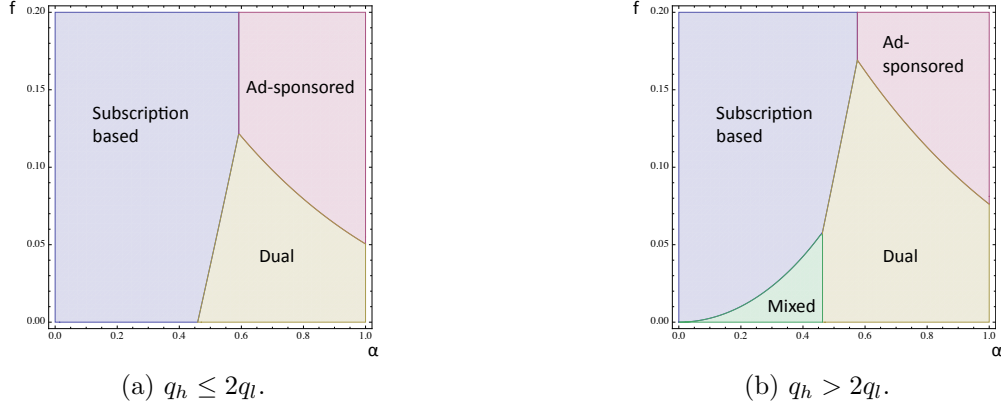 f
0.20
0.15
0.10
0.05
0.00
0.0
0.2
0.4
0.6
0.8
1.0
α
Subscription
based
Ad-sponsored
Dual
(a) q_h ≤ 2q_l.
f
0.20
0.15
0.10
0.05
0.00
0.0
0.2
0.4
0.6
0.8
1.0
α
Subscription
based
Ad-
sponsored
Dual
Mixed
(b) q_h > 2q_l.